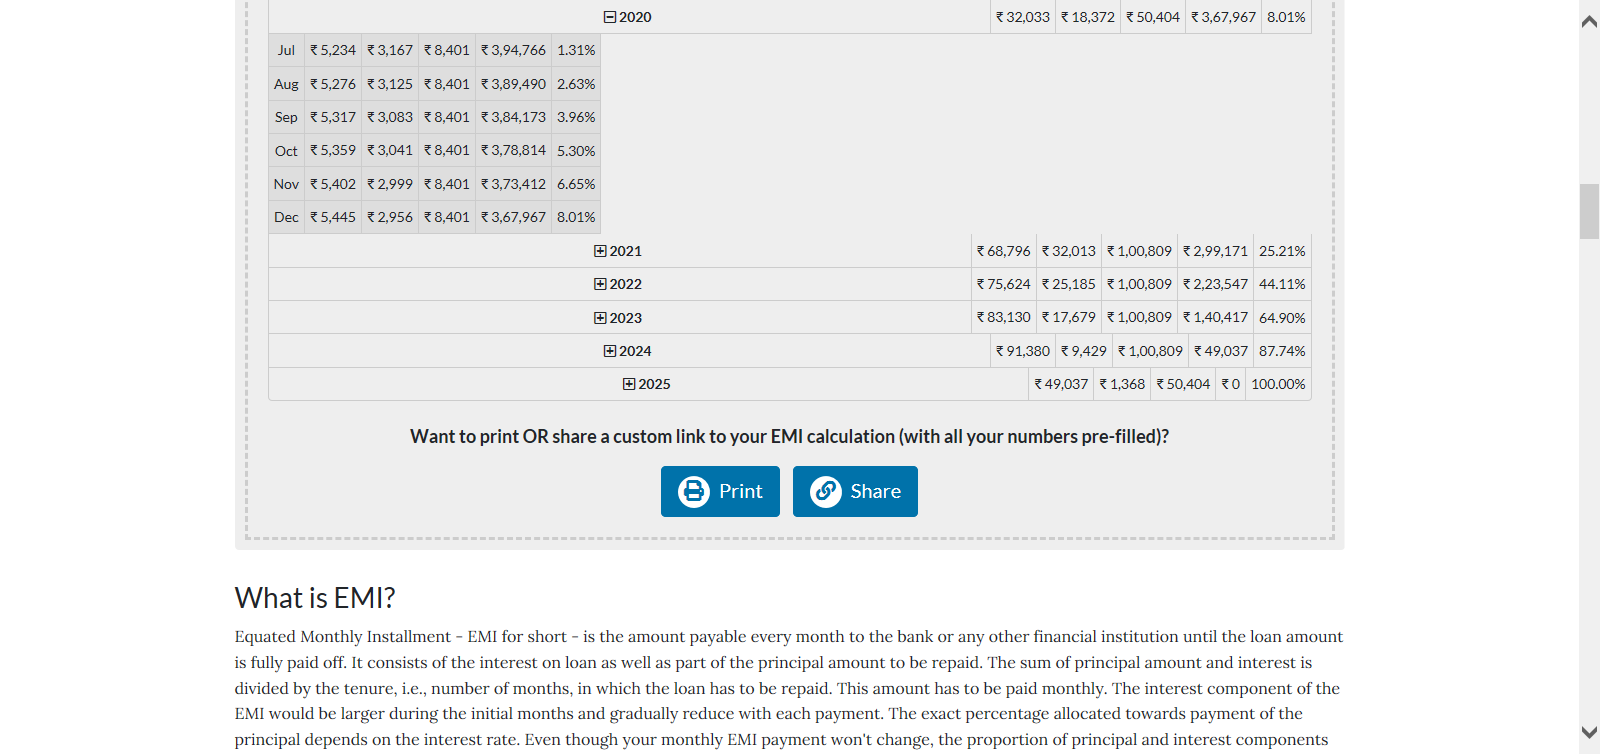 2020 ₹ 32,033 ₹ 18,372 ₹ 50,404 ₹ 3,67,967 8.01%
Jul ₹ 5,234 ₹ 3,167 ₹ 8,401 ₹ 3,94,766 1.31%
Aug ₹ 5,276 ₹ 3,125 ₹ 8,401 ₹ 3,89,490 2.63%
Sep ₹ 5,317 ₹ 3,083 ₹ 8,401 ₹ 3,84,173 3.96%
Oct ₹ 5,359 ₹ 3,041 ₹ 8,401 ₹ 3,78,814 5.30%
Nov ₹ 5,402 ₹ 2,999 ₹ 8,401 ₹ 3,73,412 6.65%
Dec ₹ 5,445 ₹ 2,956 ₹ 8,401 ₹ 3,67,967 8.01%
2021 ₹ 68,796 ₹ 32,013 ₹ 1,00,809 ₹ 2,99,171 25.21%
2022 ₹ 75,624 ₹ 25,185 ₹ 1,00,809 ₹ 2,23,547 44.11%
2023 ₹ 83,130 ₹ 17,679 ₹ 1,00,809 ₹ 1,40,417 64.90%
2024 ₹ 91,380 ₹ 9,429 ₹ 1,00,809 ₹ 49,037 87.74%
2025 ₹ 49,037 ₹ 1,368 ₹ 50,404 ₹ 0 100.00%
Want to print OR share a custom link to your EMI calculation (with all your numbers pre-filled)?
Print Share
What is EMI?
Equated Monthly Installment - EMI for short - is the amount payable every month to the bank or any other financial institution until the loan amount
is fully paid off. It consists of the interest on loan as well as part of the principal amount to be repaid. The sum of principal amount and interest is
divided by the tenure, i.e., number of months, in which the loan has to be repaid. This amount has to be paid monthly. The interest component of the
EMI would be larger during the initial months and gradually reduce with each payment. The exact percentage allocated towards payment of the
principal depends on the interest rate. Even though your monthly EMI payment won't change, the proportion of principal and interest components